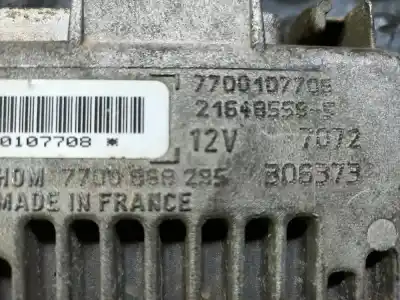 7700107708
21648559-5
0107708 *
12V 7072
HOM 7700 868 295 306373
MADE IN FRANCE